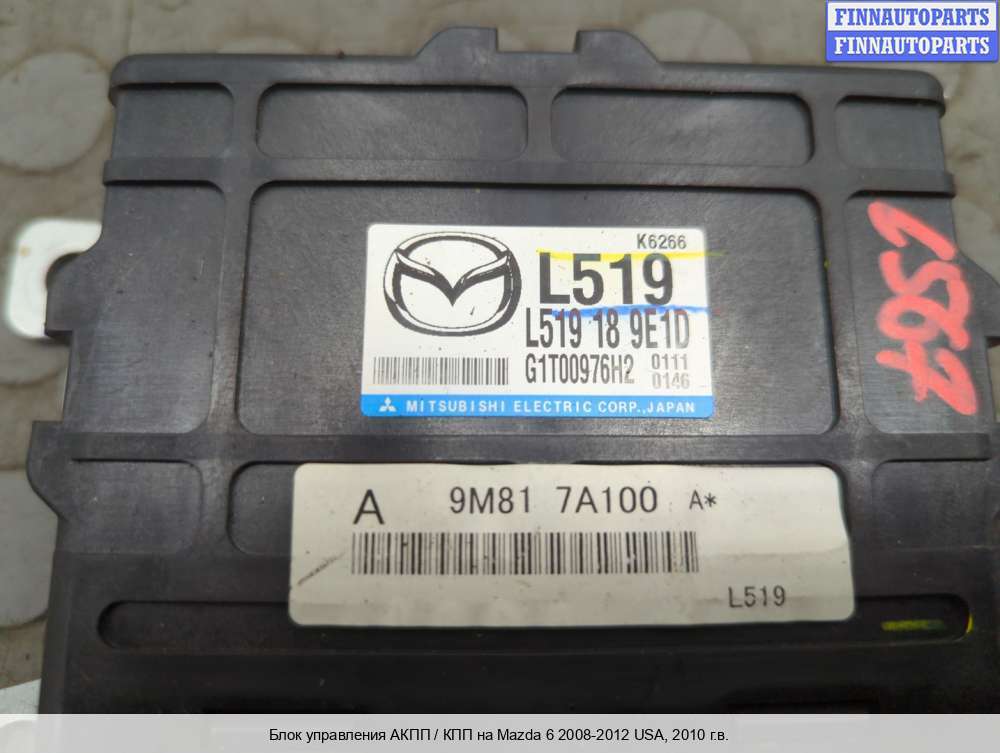 FINNAUTOPARTS
FINNAUTOPARTS
K6266
L519
L519 18 9E1D
G1T00976H2 0111
0146
MITSUBISHI ELECTRIC CORP., JAPAN
A 9M81 7A100 A*
L519
Блок управления АКПП / КПП на Mazda 6 2008-2012 USA, 2010 г.в.